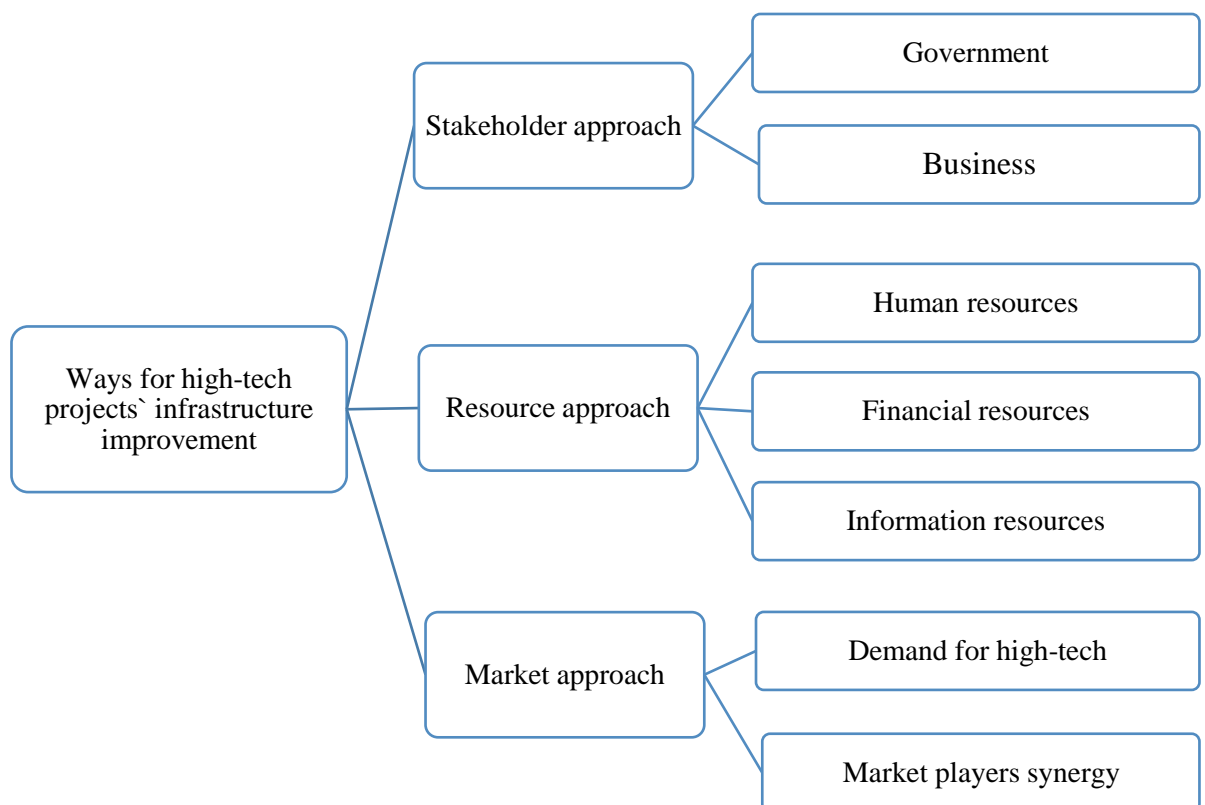 Government
Stakeholder approach
Business
Human resources
Ways for high-tech
projects` infrastructure
improvement
Resource approach
Financial resources
Information resources
Demand for high-tech
Market approach
Market players synergy